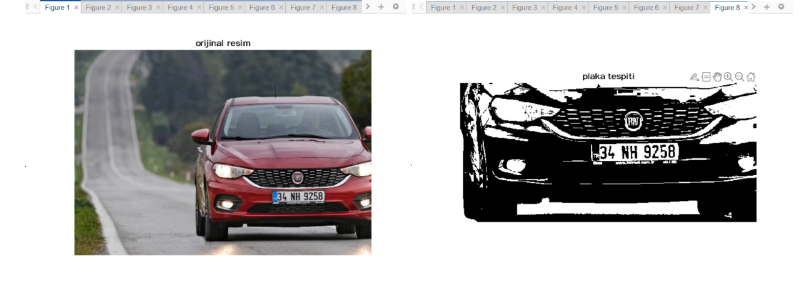 Figure 1 × Figure 2 × Figure 3 × Figure 4 × Figure 5 × Figure 6 × Figure 7 × Figure 8
orijinal resim
34 NH 9258
Figure 1 × Figure 2 × Figure 3 × Figure 4 × Figure 5 × Figure 6 × Figure 7 × Figure 8 ×
plaka tespiti
FIAT
TR 34 NH 9258